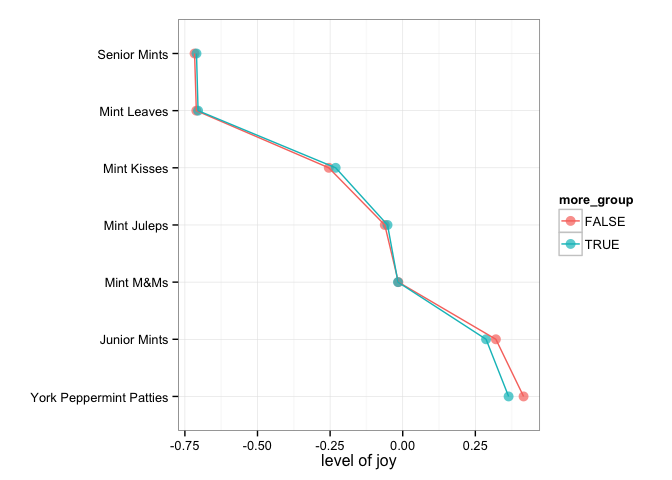 Senior Mints
Mint Leaves
Mint Kisses
Mint Juleps
Mint M&Ms
Junior Mints
York Peppermint Patties
-0.75 -0.50 -0.25 0.00 0.25
level of joy
more_group
FALSE
TRUE